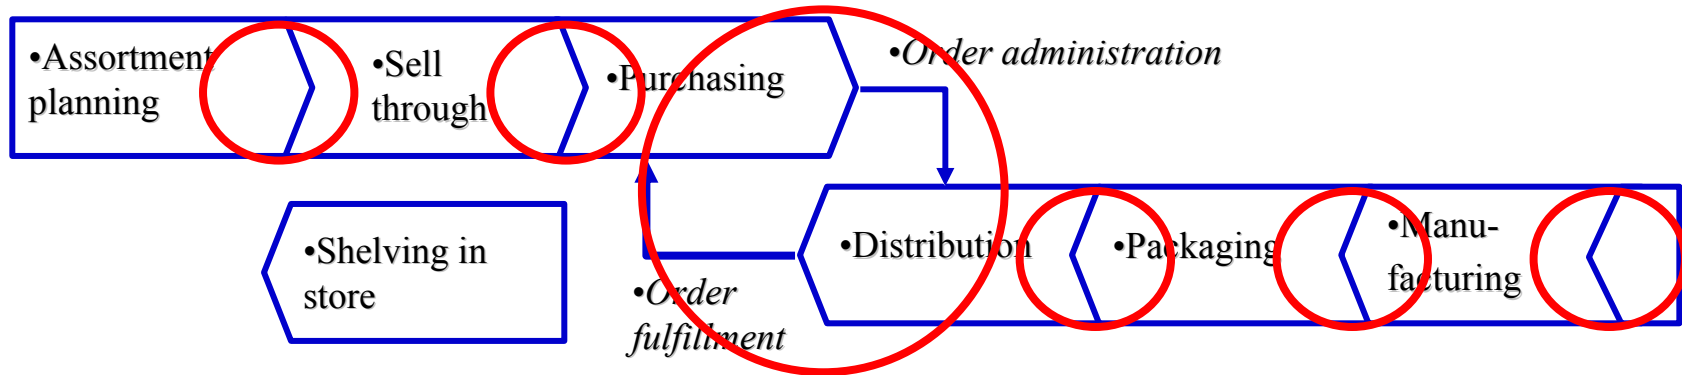 •Assortment
planning
•Sell
through
•Purchasing
•Order administration
•Distribution
•Packaging
•Manu-
facturing
•Shelving in
store
•Order
fulfillment